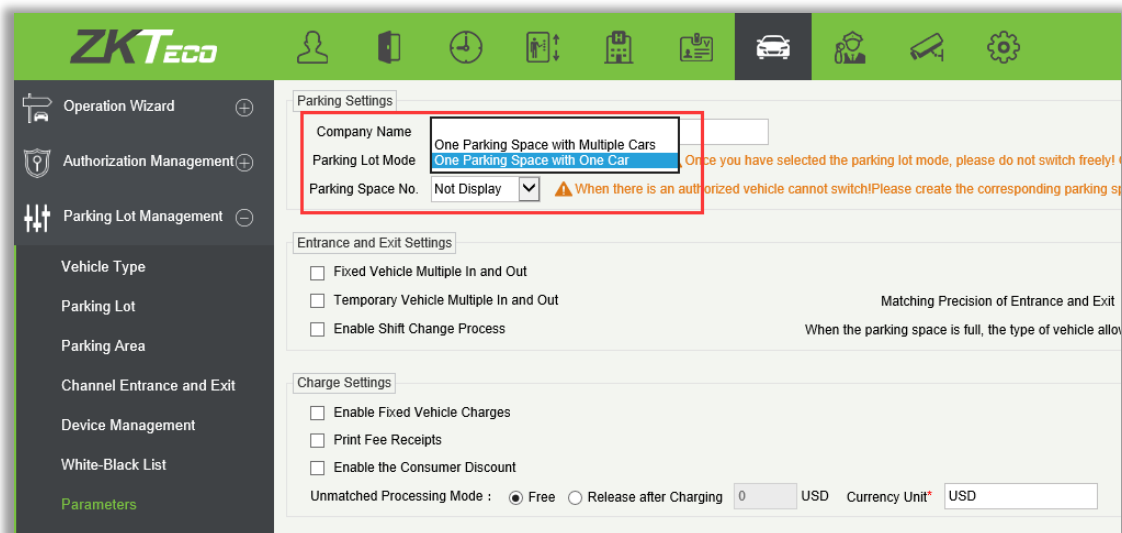 ZKTECO
Operation Wizard
Authorization Management
Parking Lot Management
Vehicle Type
Parking Lot
Parking Area
Channel Entrance and Exit
Device Management
White-Black List
Parameters
Parking Settings
Company Name
One Parking Space with Multiple Cars
Parking Lot Mode One Parking Space with One Car Once you have selected the parking lot mode, please do not switch freely!
Parking Space No. Not Display When there is an authorized vehicle cannot switch!Please create the corresponding parking
Entrance and Exit Settings
Fixed Vehicle Multiple In and Out
Temporary Vehicle Multiple In and Out Matching Precision of Entrance and Exit
Enable Shift Change Process When the parking space is full, the type of vehicle
Charge Settings
Enable Fixed Vehicle Charges
Print Fee Receipts
Enable the Consumer Discount
Unmatched Processing Mode : Free Release after Charging 0 USD Currency Unit* USD